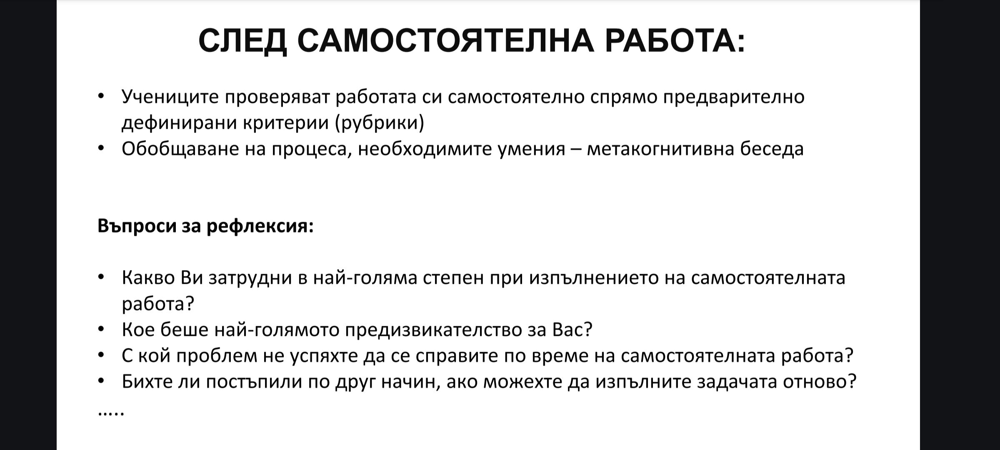 СЛЕД САМОСТОЯТЕЛНА РАБОТА:
• Учениците проверяват работата си самостоятелно спрямо предварително
дефинирани критерии (рубрики)
• Обобщаване на процеса, необходимите умения – метакогнитивна беседа
Въпроси за рефлексия:
• Какво Ви затрудни в най-голяма степен при изпълнението на самостоятелната
работа?
• Кое беше най-голямото предизвикателство за Вас?
• С кой проблем не успяхте да се справите по време на самостоятелната работа?
• Бихте ли постъпили по друг начин, ако можехте да изпълните задачата отново?
…..